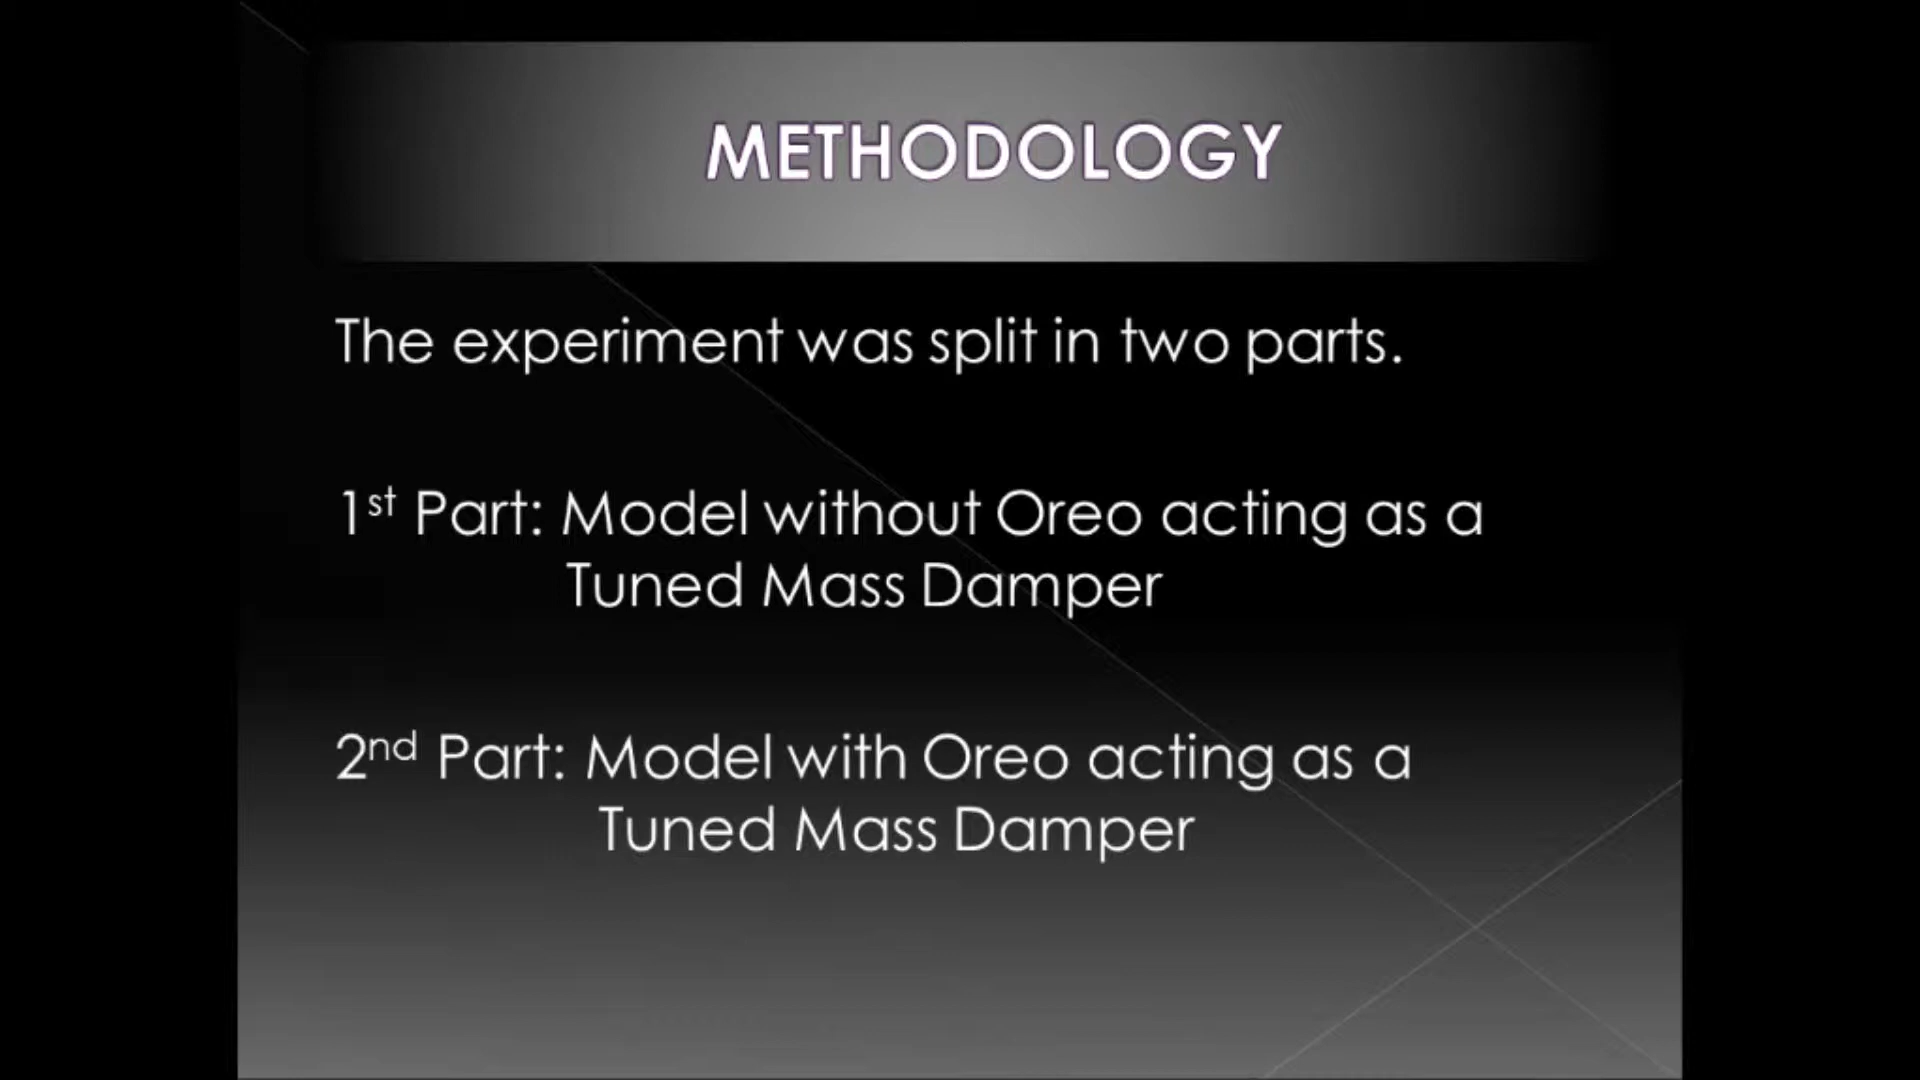 METHODOLOGY
The experiment was split in two parts.
1st Part: Model without Oreo acting as a
Tuned Mass Damper
2nd Part: Model with Oreo acting as a
Tuned Mass Damper